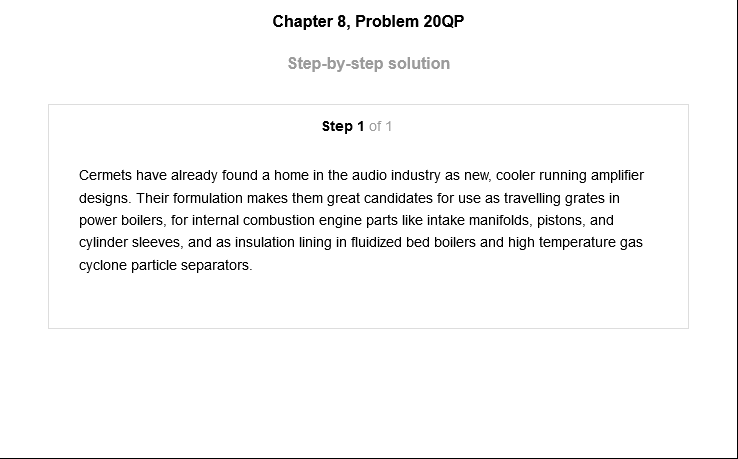 Chapter 8, Problem 20QP
Step-by-step solution
Step 1 of 1
Cermets have already found a home in the audio industry as new, cooler running amplifier
designs. Their formulation makes them great candidates for use as travelling grates in
power boilers, for internal combustion engine parts like intake manifolds, pistons, and
cylinder sleeves, and as insulation lining in fluidized bed boilers and high temperature gas
cyclone particle separators.